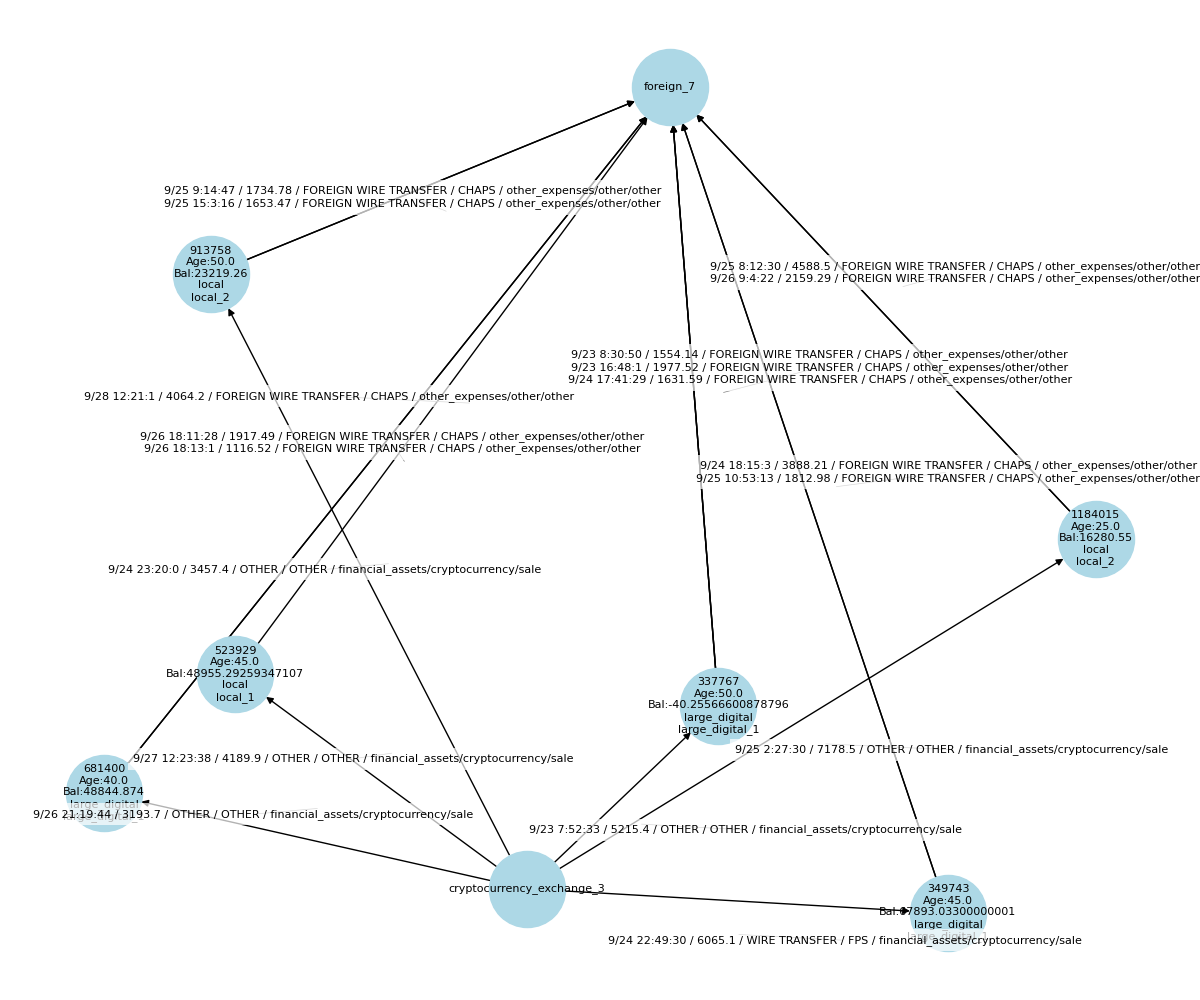 foreign_7
9/25 9:14:47 / 1734.78 / FOREIGN WIRE TRANSFER / CHAPS / other_expenses/other/other
9/25 15:3:16 / 1653.47 / FOREIGN WIRE TRANSFER / CHAPS / other_expenses/other/other
913758
Age:50.0
Bal:23219.26
local
local_2
9/25 8:12:30 / 4588.5 / FOREIGN WIRE TRANSFER / CHAPS / other_expenses/other/other
9/26 9:4:22 / 2159.29 / FOREIGN WIRE TRANSFER / CHAPS / other_expenses/other/other
9/23 8:30:50 / 1554.14 / FOREIGN WIRE TRANSFER / CHAPS / other_expenses/other/other
9/23 16:48:1 / 1977.52 / FOREIGN WIRE TRANSFER / CHAPS / other_expenses/other/other
9/24 17:41:29 / 1631.59 / FOREIGN WIRE TRANSFER / CHAPS / other_expenses/other/other
9/28 12:21:1 / 4064.2 / FOREIGN WIRE TRANSFER / CHAPS / other_expenses/other/other
9/26 18:11:28 / 1917.49 / FOREIGN WIRE TRANSFER / CHAPS / other_expenses/other/other
9/26 18:13:1 / 1116.52 / FOREIGN WIRE TRANSFER / CHAPS / other_expenses/other/other
9/24 18:15:3 / 3888.21 / FOREIGN WIRE TRANSFER / CHAPS / other_expenses/other/other
9/25 10:53:13 / 1812.98 / FOREIGN WIRE TRANSFER / CHAPS / other_expenses/other/other
1184015
Age:25.0
Bal:16280.55
local
local_2
9/24 23:20:0 / 3457.4 / OTHER / OTHER / financial_assets/cryptocurrency/sale
523929
Age:45.0
Bal:48955.29259347107
local
local_1
337767
Age:50.0
Bal:-40.25566600878796
large_digital
large_digital_1
9/25 2:27:30 / 7178.5 / OTHER / OTHER / financial_assets/cryptocurrency/sale
9/27 12:23:38 / 4189.9 / OTHER / OTHER / financial_assets/cryptocurrency/sale
681400
Age:40.0
Bal:48844.874
large_digital
9/26 21:19:44 / 3193.7 / OTHER / OTHER / financial_assets/cryptocurrency/sale
9/23 7:52:33 / 5215.4 / OTHER / OTHER / financial_assets/cryptocurrency/sale
cryptocurrency_exchange_3
349743
Age:45.0
large_digital
large_digital_1
9/24 22:49:30 / 6065.1 / WIRE TRANSFER / FPS / financial_assets/cryptocurrency/sale